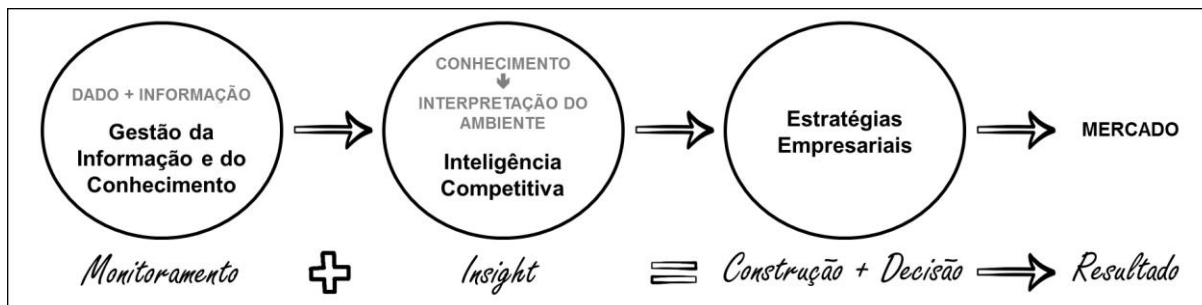 DADO + INFORMAÇÃO
Gestão da
Informação e do
Conhecimento
CONHECIMENTO
INTERPRETAÇÃO DO
AMBIENTE
Inteligência
Competitiva
Estratégias
Empresariais
MERCADO
Monitoramento + Insight = Construção + Decisão Resultado